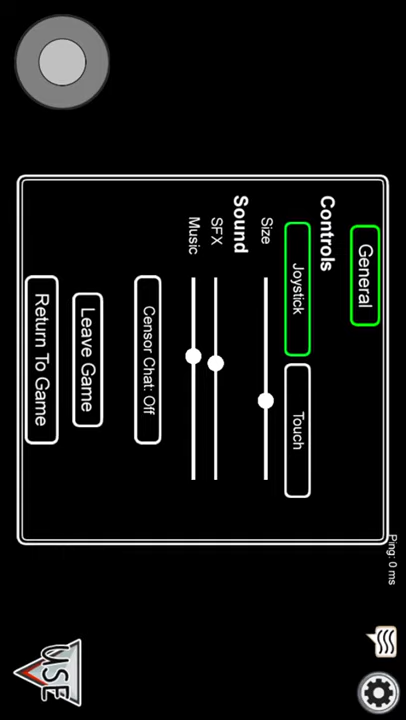 Ping: 0 ms
General
Controls
Joystick Touch
Size
Sound
SFX
Music
Censor Chat: Off
Leave Game
Return To Game
USE